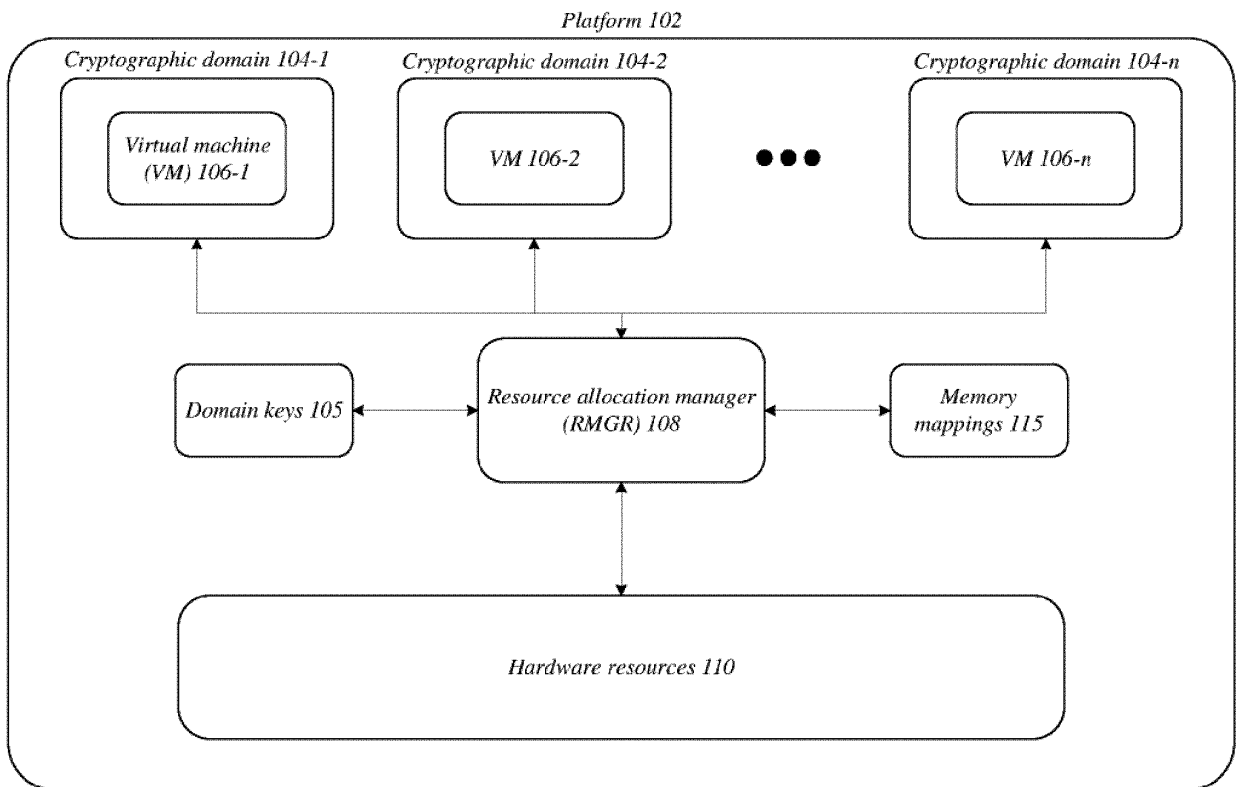 Platform 102
Cryptographic domain 104-1
Cryptographic domain 104-2
Cryptographic domain 104-n
Virtual machine
(VM) 106-1
VM 106-2
VM 106-n
Domain keys 105
Resource allocation manager
(RMGR) 108
Memory
mappings 115
Hardware resources 110